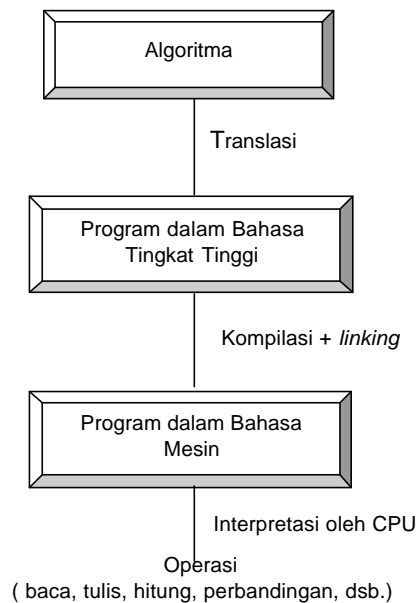 Algoritma
Translasi
Program dalam Bahasa
Tingkat Tinggi
Kompilasi + linking
Program dalam Bahasa
Mesin
Interpretasi oleh CPU
Operasi
( baca, tulis, hitung, perbandingan, dsb.)